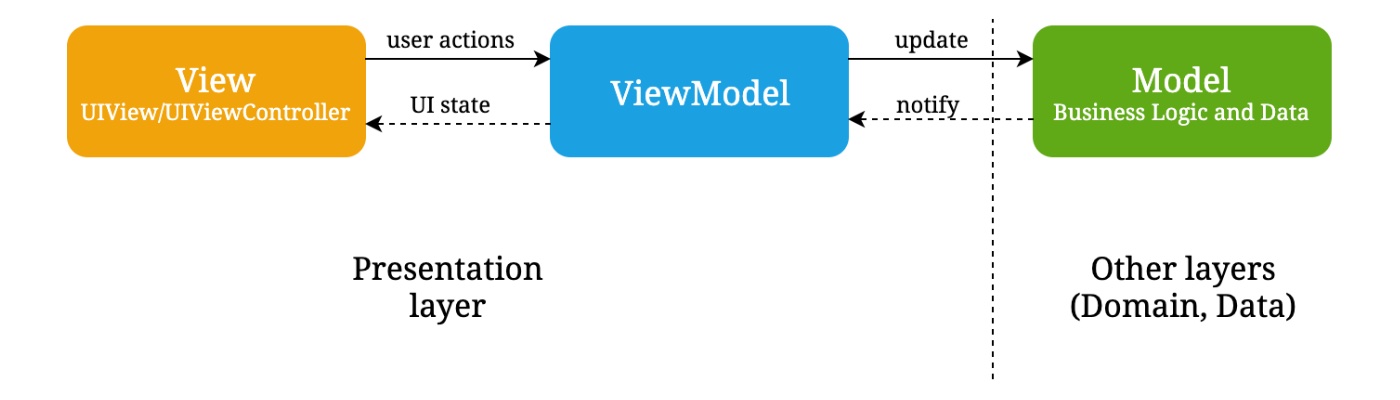 View
UIView/UIViewController
user actions
UI state
ViewModel
update
notify
Model
Business Logic and Data
Presentation
layer
Other layers
(Domain, Data)